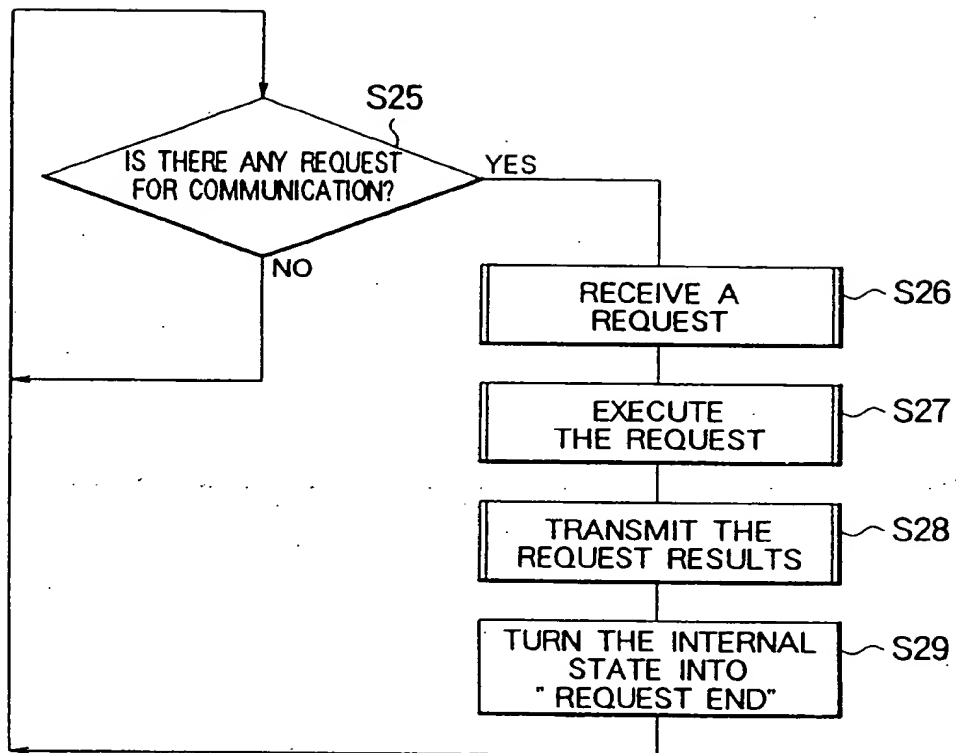 S25
IS THERE ANY REQUEST
FOR COMMUNICATION?
YES
NO
RECEIVE A
REQUEST
S26
EXECUTE
THE REQUEST
S27
TRANSMIT THE
REQUEST RESULTS
S28
TURN THE INTERNAL
STATE INTO
" REQUEST END"
S29